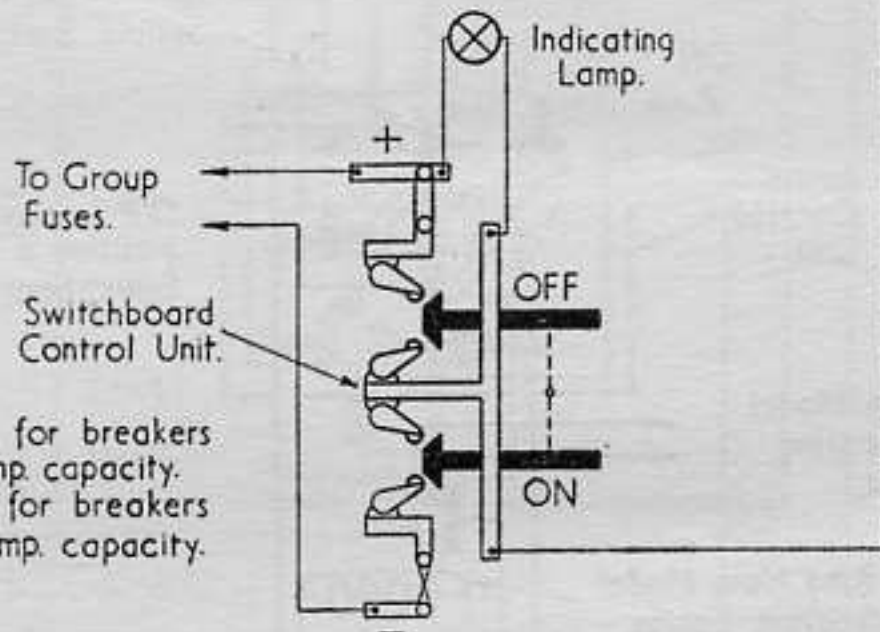 Indicating
Lamp.
+
To Group
Fuses.
OFF
Switchboard
Control Unit.
for breakers
capacity.
for breakers
capacity.
ON